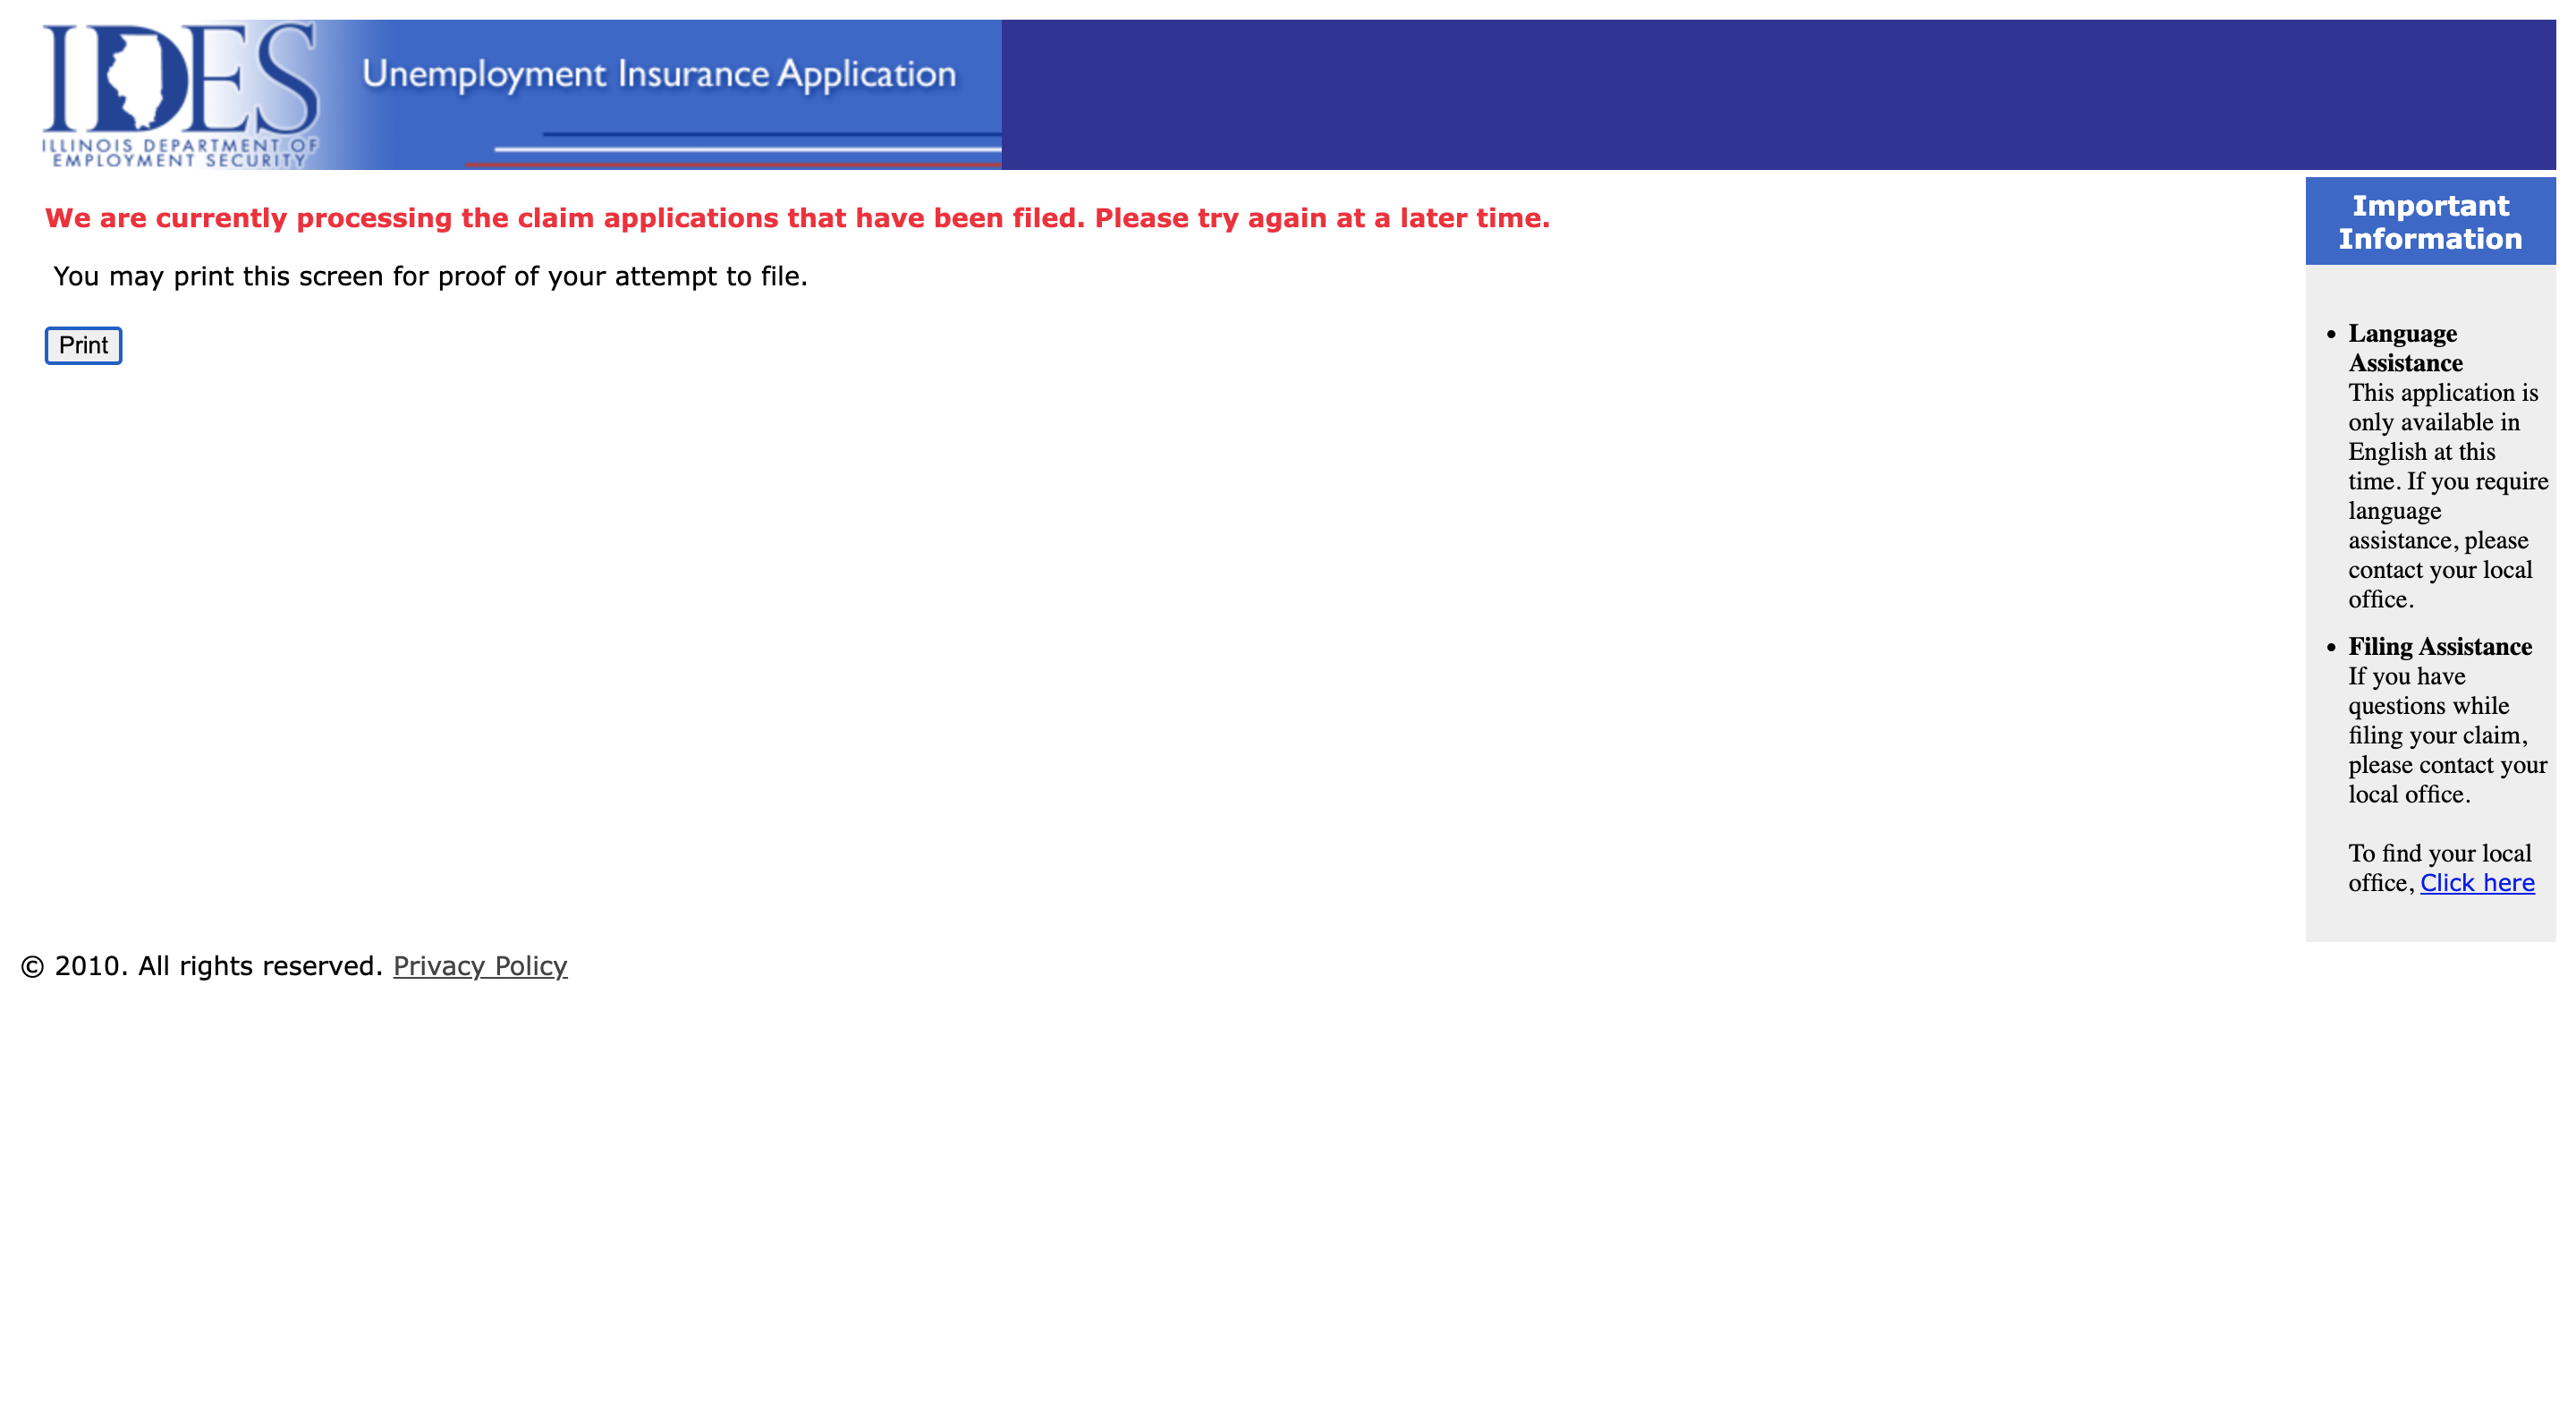 IDES
ILLINOIS DEPARTMENT OF
EMPLOYMENT SECURITY
Unemployment Insurance Application
We are currently processing the claim applications that have been filed. Please try again at a later time.
You may print this screen for proof of your attempt to file.
Print
Important
Information
• Language
Assistance
This application is
only available in
English at this
time. If you require
language
assistance, please
contact your local
office.
• Filing Assistance
If you have
questions while
filing your claim,
please contact your
local office.
To find your local
office, Click here
© 2010. All rights reserved. Privacy Policy